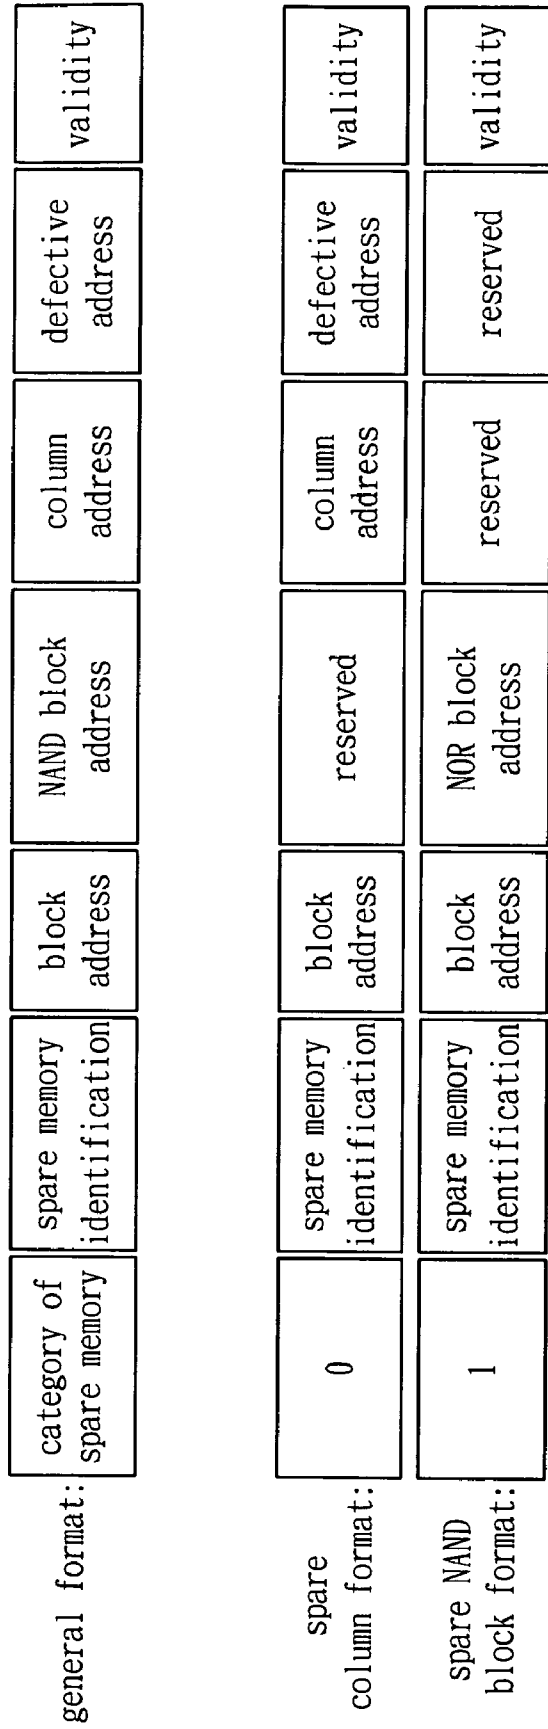 general format:
category of
spare memory
spare memory
identification
block
address
NAND block
address
column
address
defective
address
validity
spare
column format:
0
spare memory
identification
block
address
reserved
column
address
defective
address
validity
spare NAND
block format:
1
spare memory
identification
block
address
NOR block
address
reserved
reserved
validity